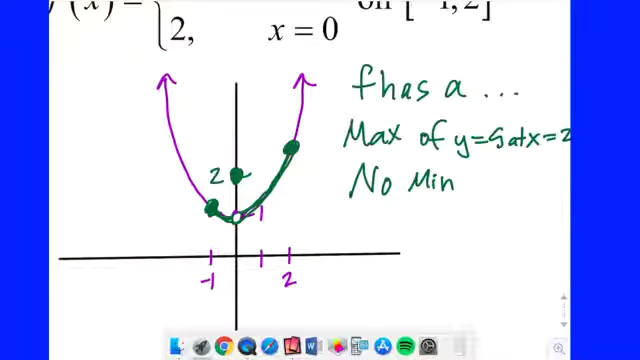 (x) =
on [-1, 2]
2, x = 0
f has a ...
Max of y=5 at x=2
No Min
2
1
-1
2